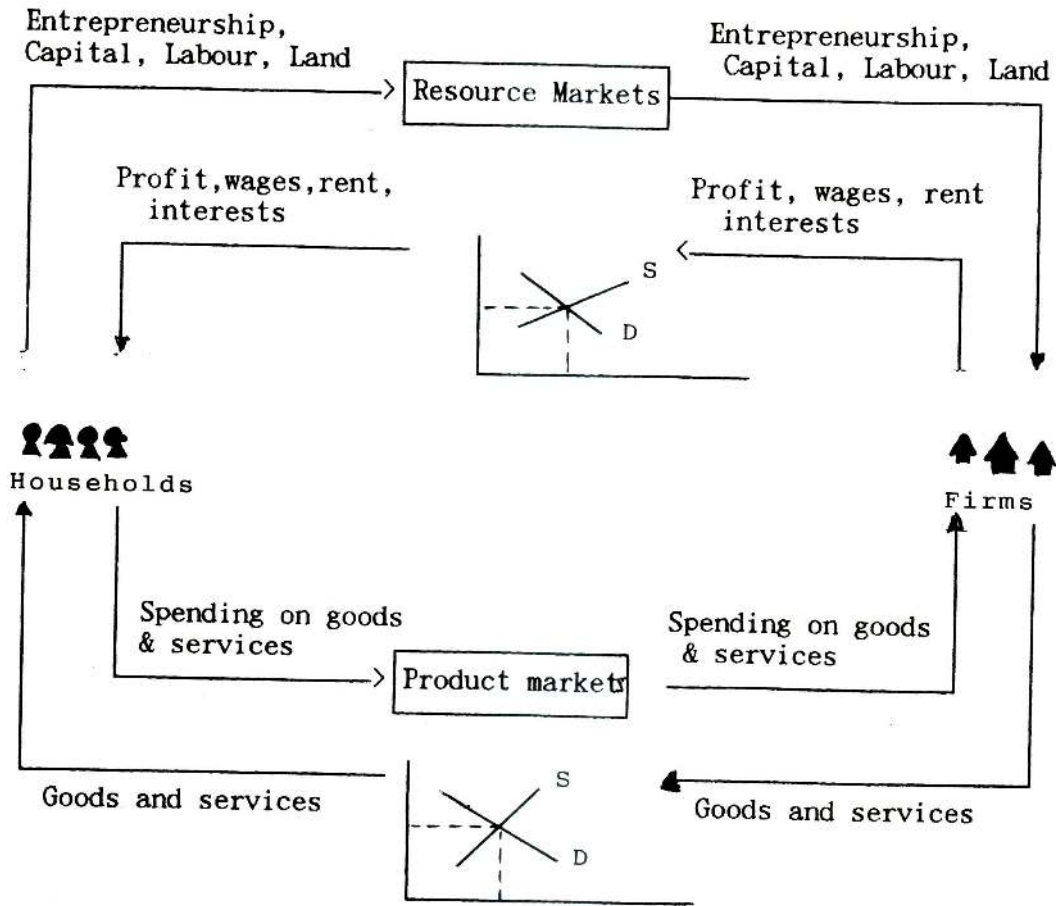 Entrepreneurship,
Capital, Labour, Land
Resource Markets
Entrepreneurship,
Capital, Labour, Land
Profit,wages,rent,
interests
Profit, wages, rent
interests
S
D
Households
Firms
Spending on goods
& services
Product markets
Spending on goods
& services
Goods and services
S
D
Goods and services